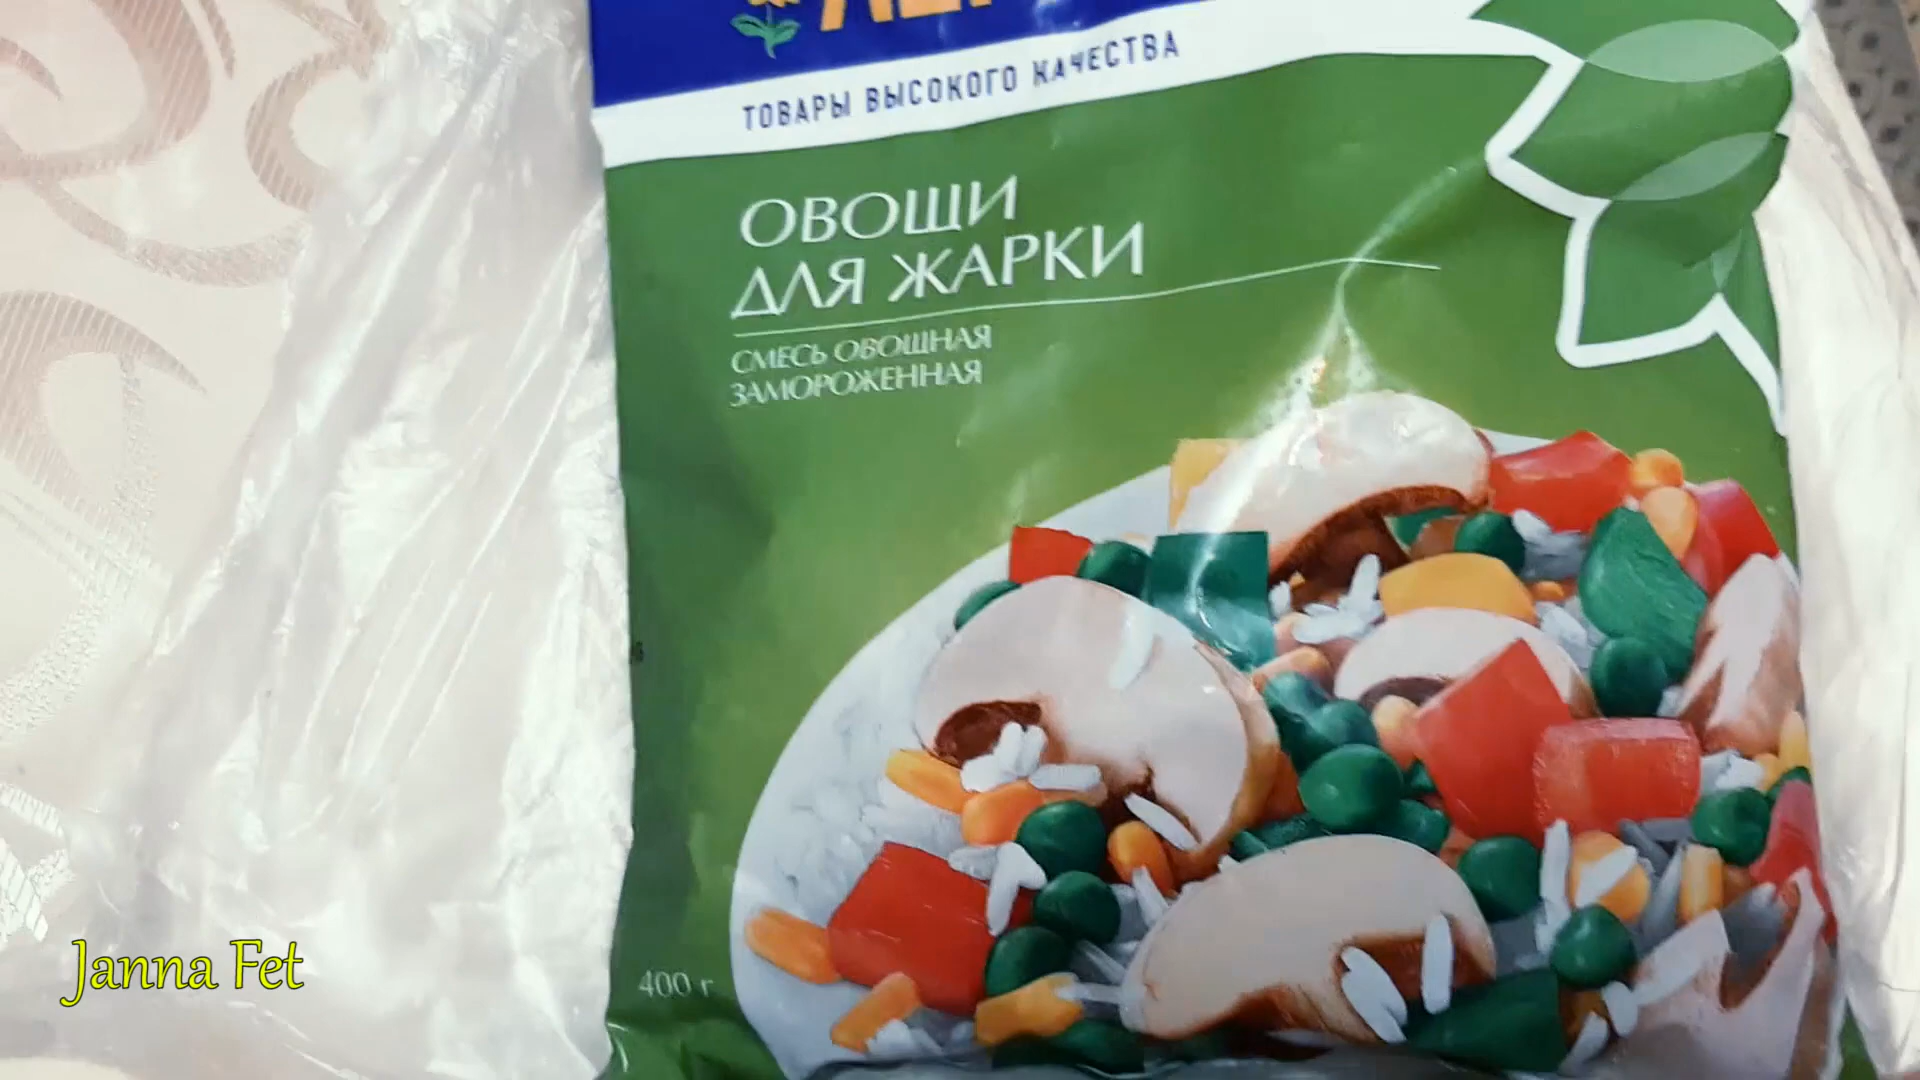 ТОВАРЫ ВЫСОКОГО КАЧЕСТВА
ОВОЩИ
ДЛЯ ЖАРКИ
СМЕСЬ ОВОЩНАЯ
ЗАМОРОЖЕННАЯ
400 г
Janna Fet